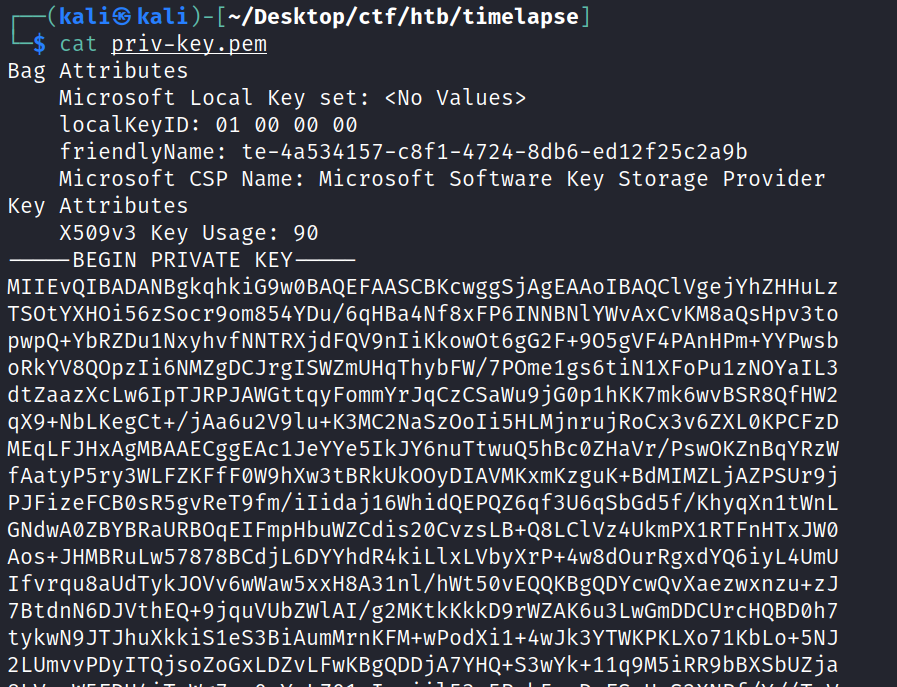 ┌──(kali㉿kali)-[~/Desktop/ctf/htb/timelapse]
└─$ cat priv-key.pem
Bag Attributes
    Microsoft Local Key set: <No Values>
    localKeyID: 01 00 00 00
    friendlyName: te-4a534157-c8f1-4724-8db6-ed12f25c2a9b
    Microsoft CSP Name: Microsoft Software Key Storage Provider
Key Attributes
    X509v3 Key Usage: 90
-----BEGIN PRIVATE KEY-----
MIIEvQIBADANBgkqhkiG9w0BAQEFAASCBKcwggSjAgEAAoIBAQClVgejYhZHHuLz
TSOtYXHOi56zSocr9om854YDu/6qHBa4Nf8xFP6INNBNlYWvAxCvKM8aQsHpv3to
pwpQ+YbRZDu1NxyhvfNNTRXjdFQV9nIiKkowOt6gG2F+9O5gVF4PAnHPm+YYPwsb
oRkYV8QOpzIi6NMZgDCJrgISWZmUHqThybFW/7POme1gs6tiN1XFoPu1zNOYaIL3
dtZaazXcLw6IpTJRPJAWGttqyFommYrJqCzCSaWu9jG0p1hKK7mk6wvBSR8QfHW2
qX9+NbLKegCt+/jAa6u2V9lu+K3MC2NaSzOoIi5HLMjnrujRoCx3v6ZXL0KPCFzD
MEqLFJHxAgMBAAECggEAc1JeYYe5IkJY6nuTtwuQ5hBc0ZHaVr/PswOKZnBqYRzW
fAatyP5ry3WLFZKFfF0W9hXw3tBRkUkOOyDIAVMKxmKzguK+BdMIMZLjAZPSUr9j
PJFizeFCB0sR5gvReT9fm/iIidaj16WhidQEPQZ6qf3U6qSbGd5f/KhyqXn1tWnL
GNdwA0ZBYBRaURBOqEIFmpHbuWZCdis20CvzsLB+Q8LClVz4UkmPX1RTFnHTxJW0
Aos+JHMBRuLw57878BCdjL6DYYhdR4kiLlxLVbyXrP+4w8dOurRgxdYQ6iyL4UmU
Ifvrqu8aUdTykJOVv6wWaw5xxH8A31nl/hWt50vEQQKBgQDYcwQvXaezwxnzu+zJ
7BtdnN6DJVthEQ+9jquVUbZWlAI/g2MKtkKkkD9rWZAK6u3LwGmDDCUrcHQBD0h7
tykwN9JTJhuXkkiS1eS3BiAumMrnKFM+wPodXi1+4wJk3YTWKPKLXo71KbLo+5NJ
2LUmvvPDyITQjsoZoGxLDZvLFwKBgQDDjA7YHQ+S3wYk+11q9M5iRR9bBXSbUZja